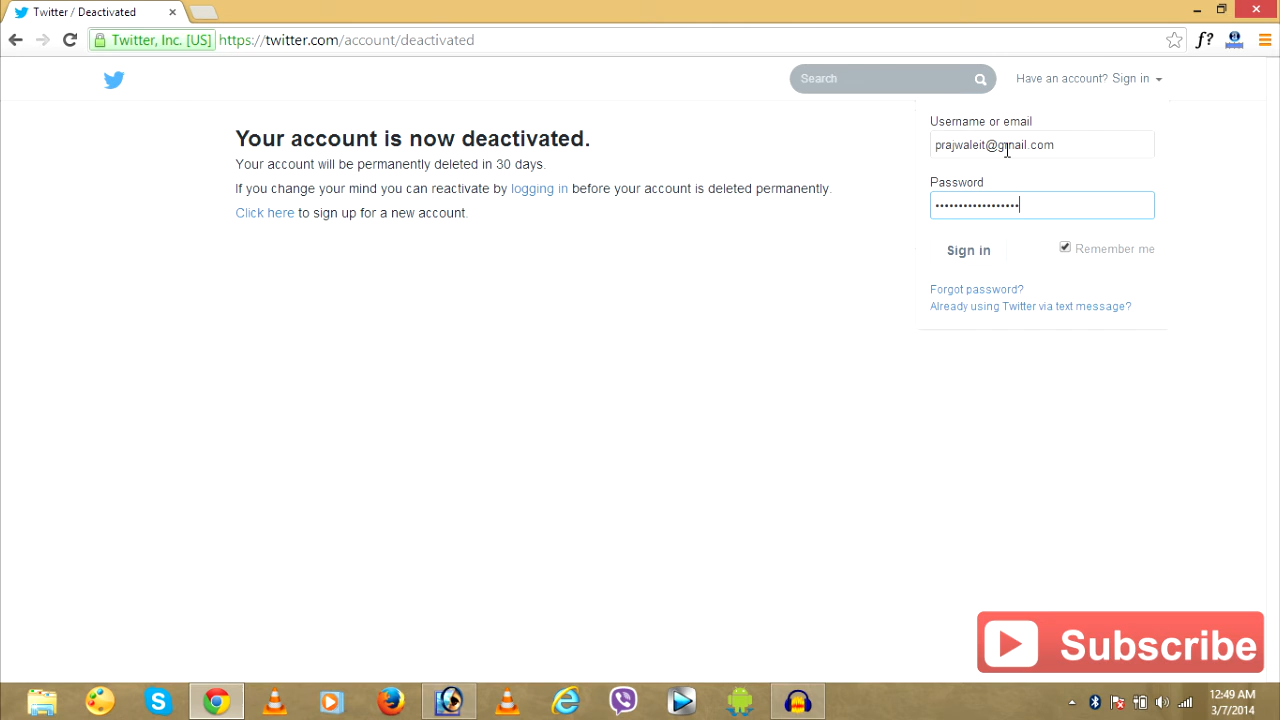 Twitter / Deactivated
Twitter, Inc. [US] https://twitter.com/account/deactivated
f?
Search
Have an account? Sign in
Your account is now deactivated.
Your account will be permanently deleted in 30 days.
If you change your mind you can reactivate by logging in before your account is deleted permanently.
Click here to sign up for a new account.
Username or email
prajwaleit@gmail.com
Password
Sign in
Remember me
Forgot password?
Already using Twitter via text message?
Subscribe
12:49 AM
3/7/2014